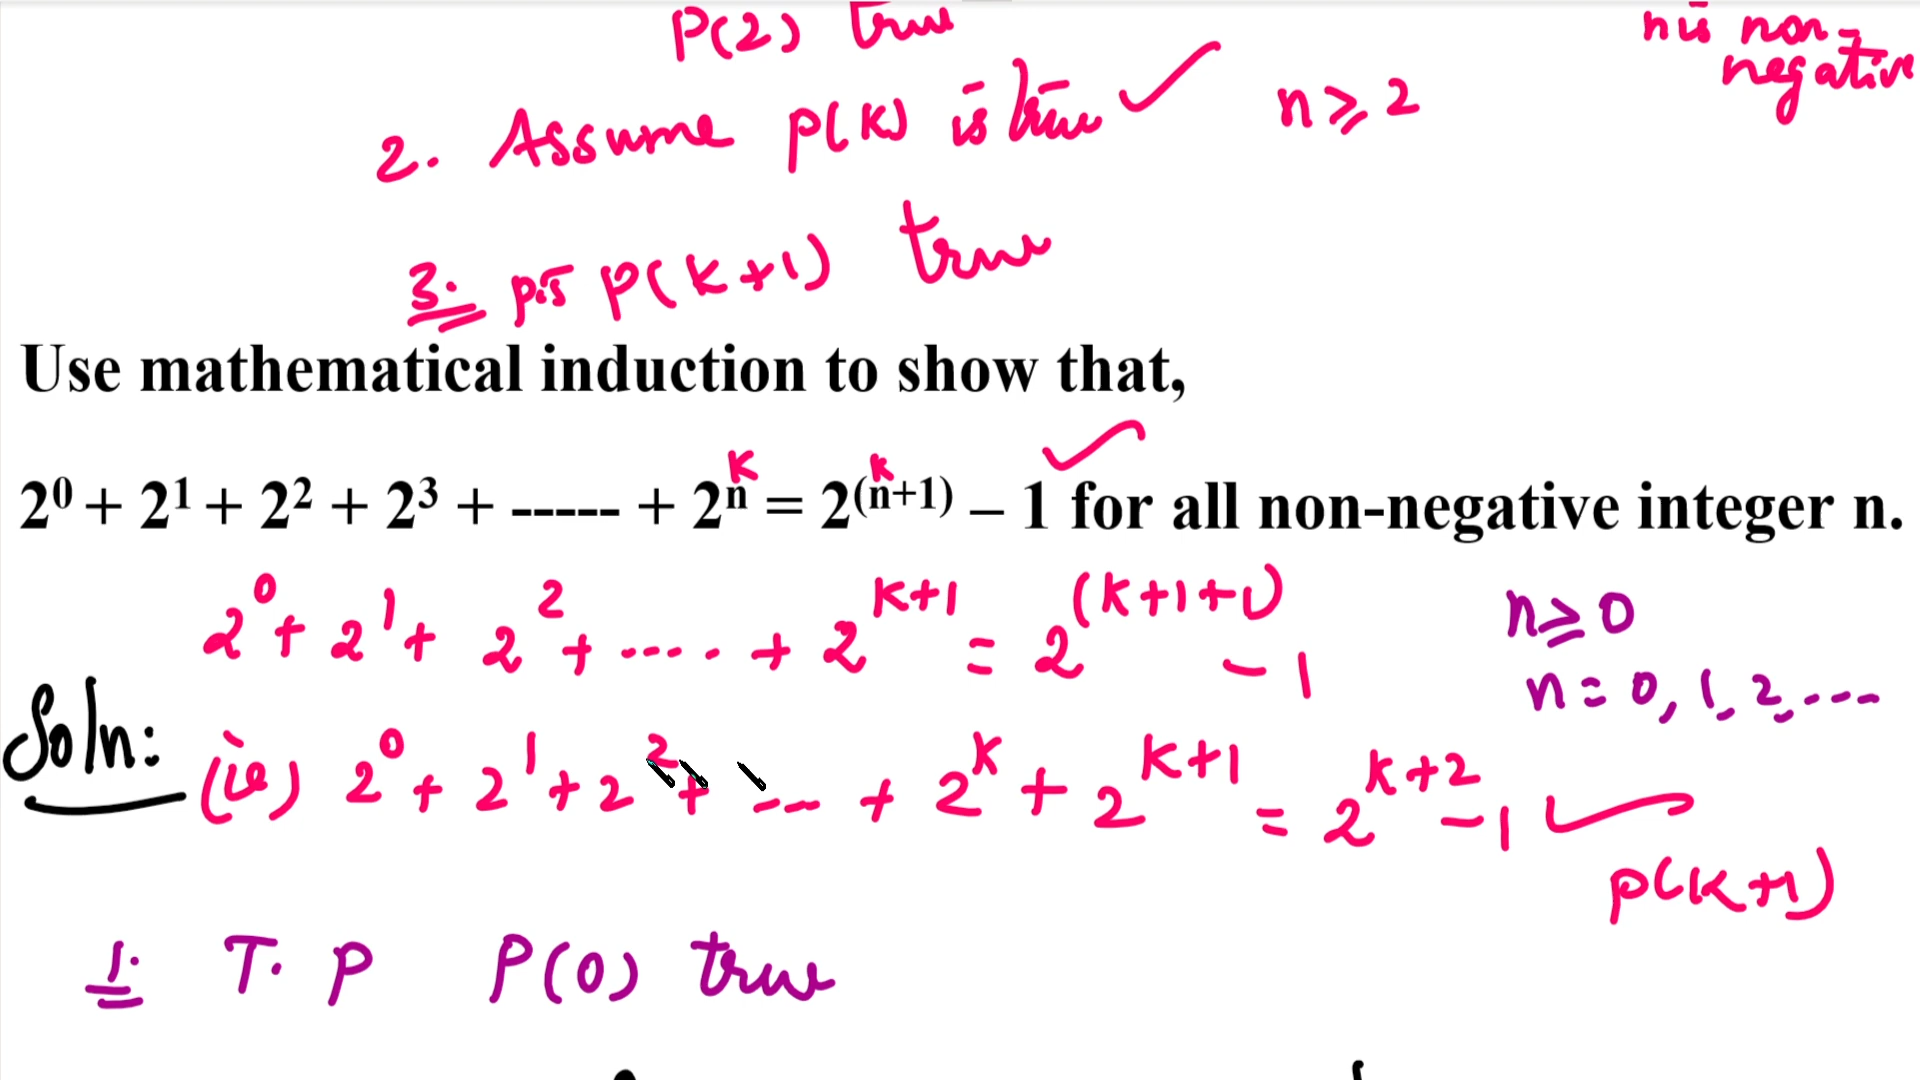 P(2) true
n is non-
negative
2. Assume P(K) is true ✓ n ⩾ 2
3. P(K+1) true
Use mathematical induction to show that,
K K
2⁰ + 2¹ + 2² + 2³ + ----- + 2ⁿ = 2⁽ⁿ⁺¹⁾ – 1 for all non-negative integer n.
2⁰ + 2¹ + 2² + ---- + 2ᴷ⁺¹ = 2⁽ᴷ⁺¹⁺¹⁾ – 1
n ⩾ 0
n = 0, 1, 2, ---
Soln:
(ie) 2⁰ + 2¹ + 2² + --- + 2ᴷ + 2ᴷ⁺¹ = 2ᴷ⁺² – 1
P(K+1)
1. T. P P(0) true